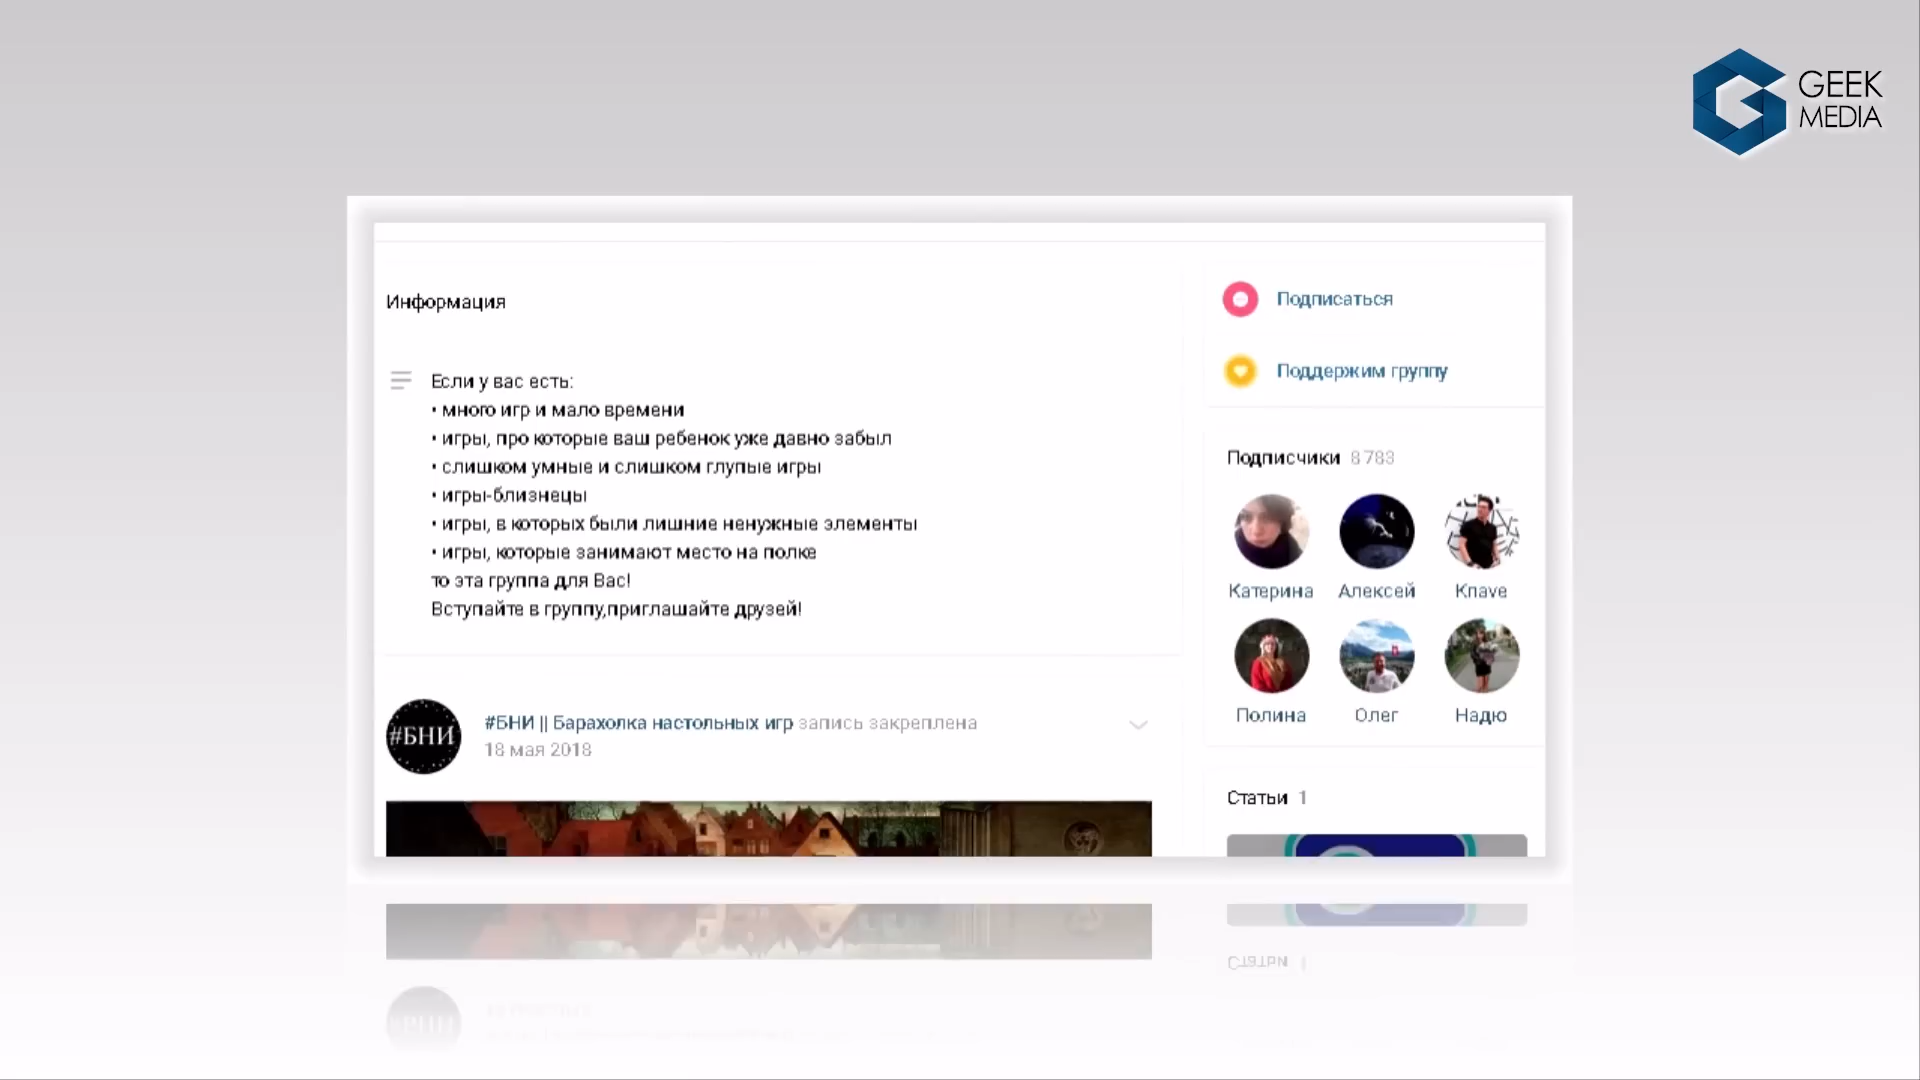 GEEK
MEDIA
Информация
Если у вас есть:
• много игр и мало времени
• игры, про которые ваш ребенок уже давно забыл
• слишком умные и слишком глупые игры
• игры-близнецы
• игры, в которых были лишние ненужные элементы
• игры, которые занимают место на полке
то эта группа для Вас!
Вступайте в группу,приглашайте друзей!
#БНИ
#БНИ || Барахолка настольных игр запись закреплена
18 мая 2018
Подписаться
Поддержим группу
Подписчики 8 783
Катерина Алексей Knave
Полина Олег Надю
Статьи 1